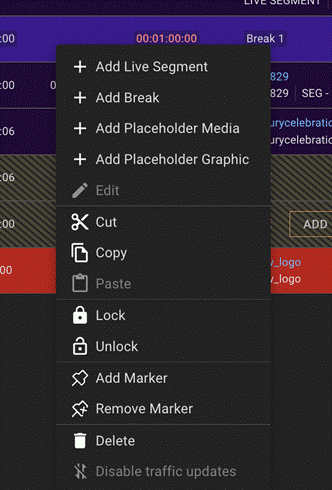 LIVE SEGMENT
:00 00:01:00:00 Break 1
829
:00 0 829 SEG -
:06 urycelebratio
urycelebratio
:06
:00 ADD
_logo
00 _logo
Add Live Segment
Add Break
Add Placeholder Media
Add Placeholder Graphic
Edit
Cut
Copy
Paste
Lock
Unlock
Add Marker
Remove Marker
Delete
Disable traffic updates